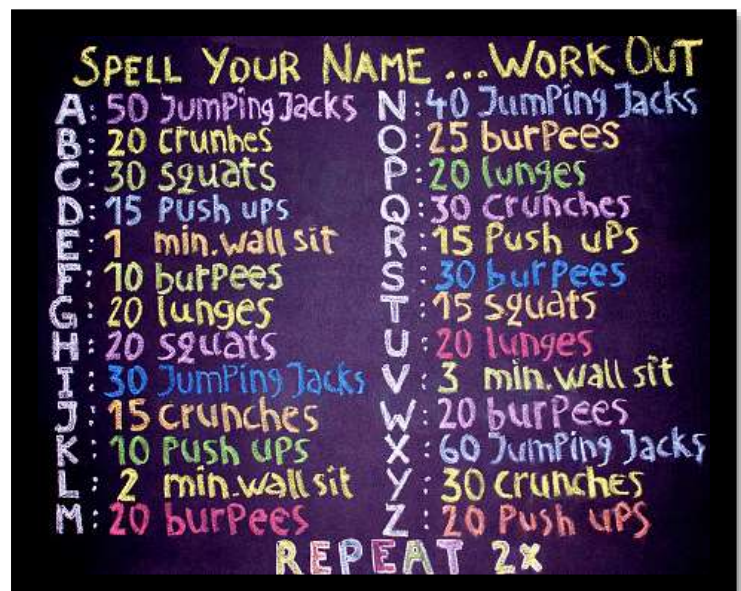 SPELL YOUR NAME ... WORK OUT
A: 50 JumPing Jacks
B: 20 crunhes
C: 30 squats
D: 15 Push ups
E: 1 min. wall sit
F: 10 burpees
G: 20 lunges
H: 20 squats
I: 30 JumPing Jacks
J: 15 crunches
K: 10 Push ups
L: 2 min. wall sit
M: 20 burpees
N: 40 JumPing Jacks
O: 25 burpees
P: 20 lunges
Q: 30 crunches
R: 15 Push uPs
S: 30 burpees
T: 15 squats
U: 20 lunges
V: 3 min. wall sit
W: 20 burPees
X: 60 JumPing Jacks
Y: 30 crunches
Z: 20 Push uPs
REPEAT 2x